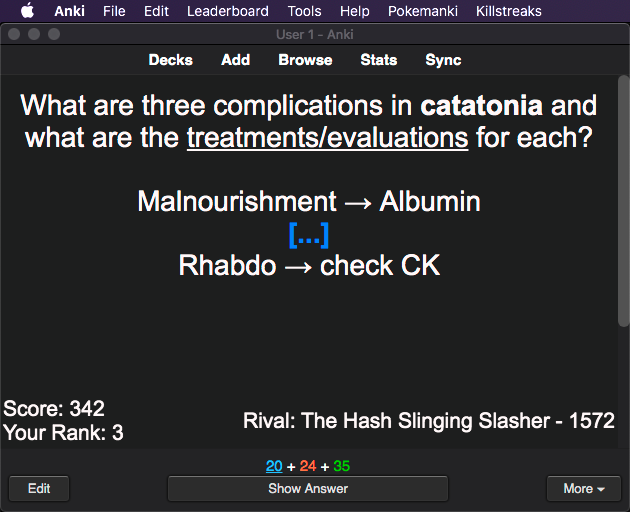 Anki File Edit Leaderboard Tools Help Pokemanki Killstreaks
User 1 - Anki
Decks Add Browse Stats Sync
What are three complications in catatonia and
what are the treatments/evaluations for each?
Malnourishment → Albumin
[...]
Rhabdo → check CK
Score: 342
Your Rank: 3
Rival: The Hash Slinging Slasher - 1572
20 + 24 + 35
Edit Show Answer More